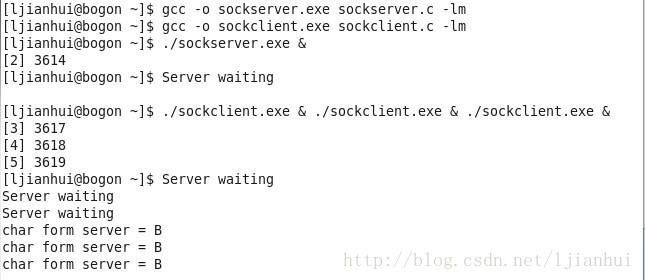 [ljianhui@bogon ~]$ gcc -o sockserver.exe sockserver.c -lm
[ljianhui@bogon ~]$ gcc -o sockclient.exe sockclient.c -lm
[ljianhui@bogon ~]$ ./sockserver.exe &
[2] 3614
[ljianhui@bogon ~]$ Server waiting
[ljianhui@bogon ~]$ ./sockclient.exe & ./sockclient.exe & ./sockclient.exe &
[3] 3617
[4] 3618
[5] 3619
[ljianhui@bogon ~]$ Server waiting
Server waiting
Server waiting
char form server = B
char form server = B
char form server = B
http://blog.csdn.net/ljianhui